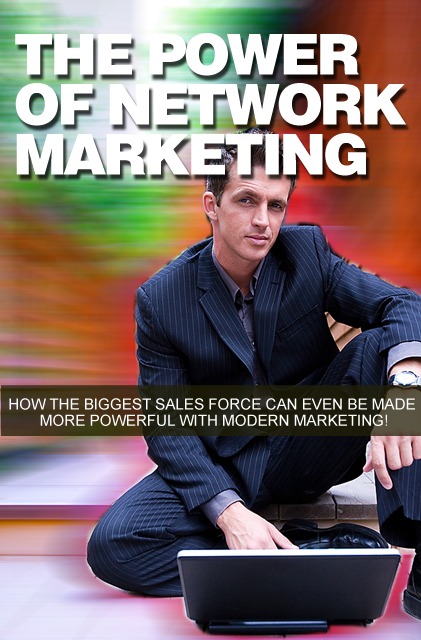 THE POWER
OF NETWORK
MARKETING
HOW THE BIGGEST SALES FORCE CAN EVEN BE MADE
MORE POWERFUL WITH MODERN MARKETING!